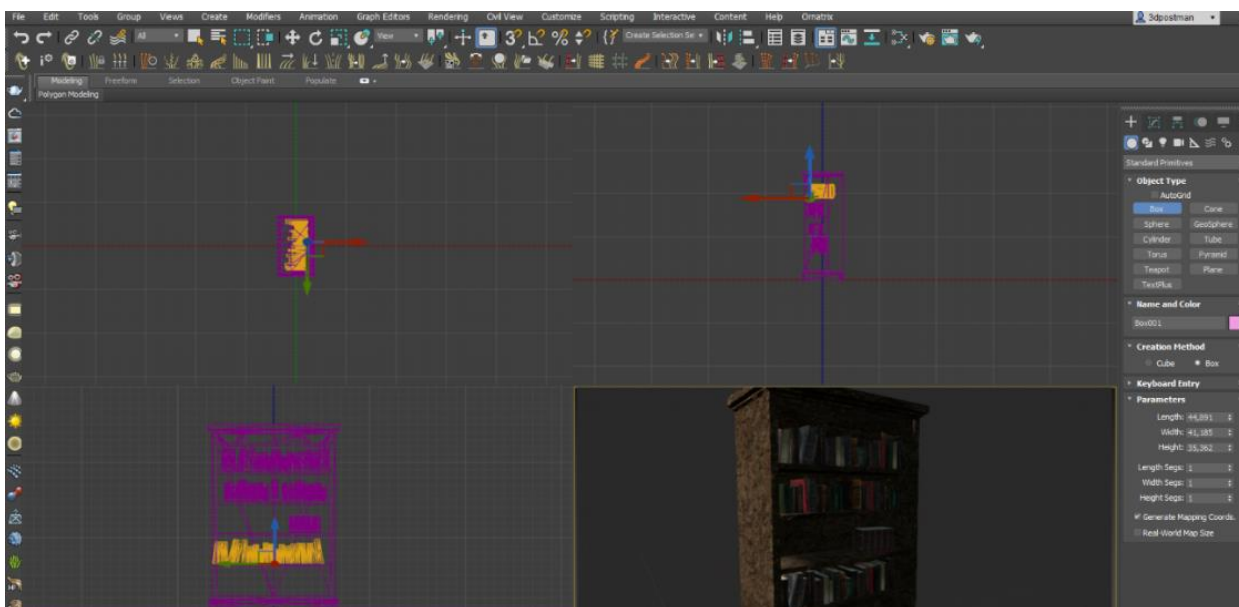 File Edit Tools Group Views Create Modifiers Animation Graph Editors Rendering Civil View Customize Scripting Interactive Content Help Ornatrix 3dpostman
All View Create Selection Se
Modeling Freeform Selection Object Paint Populate
Polygon Modeling
Standard Primitives
Object Type
AutoGrid
Box Cone
Sphere GeoSphere
Cylinder Tube
Torus Pyramid
Teapot Plane
TextPlus
Name and Color
Box001
Creation Method
Cube Box
Keyboard Entry
Parameters
Length: 44,891
Width: 41,185
Height: 35,362
Length Segs: 1
Width Segs: 1
Height Segs: 1
Generate Mapping Coords.
Real-World Map Size